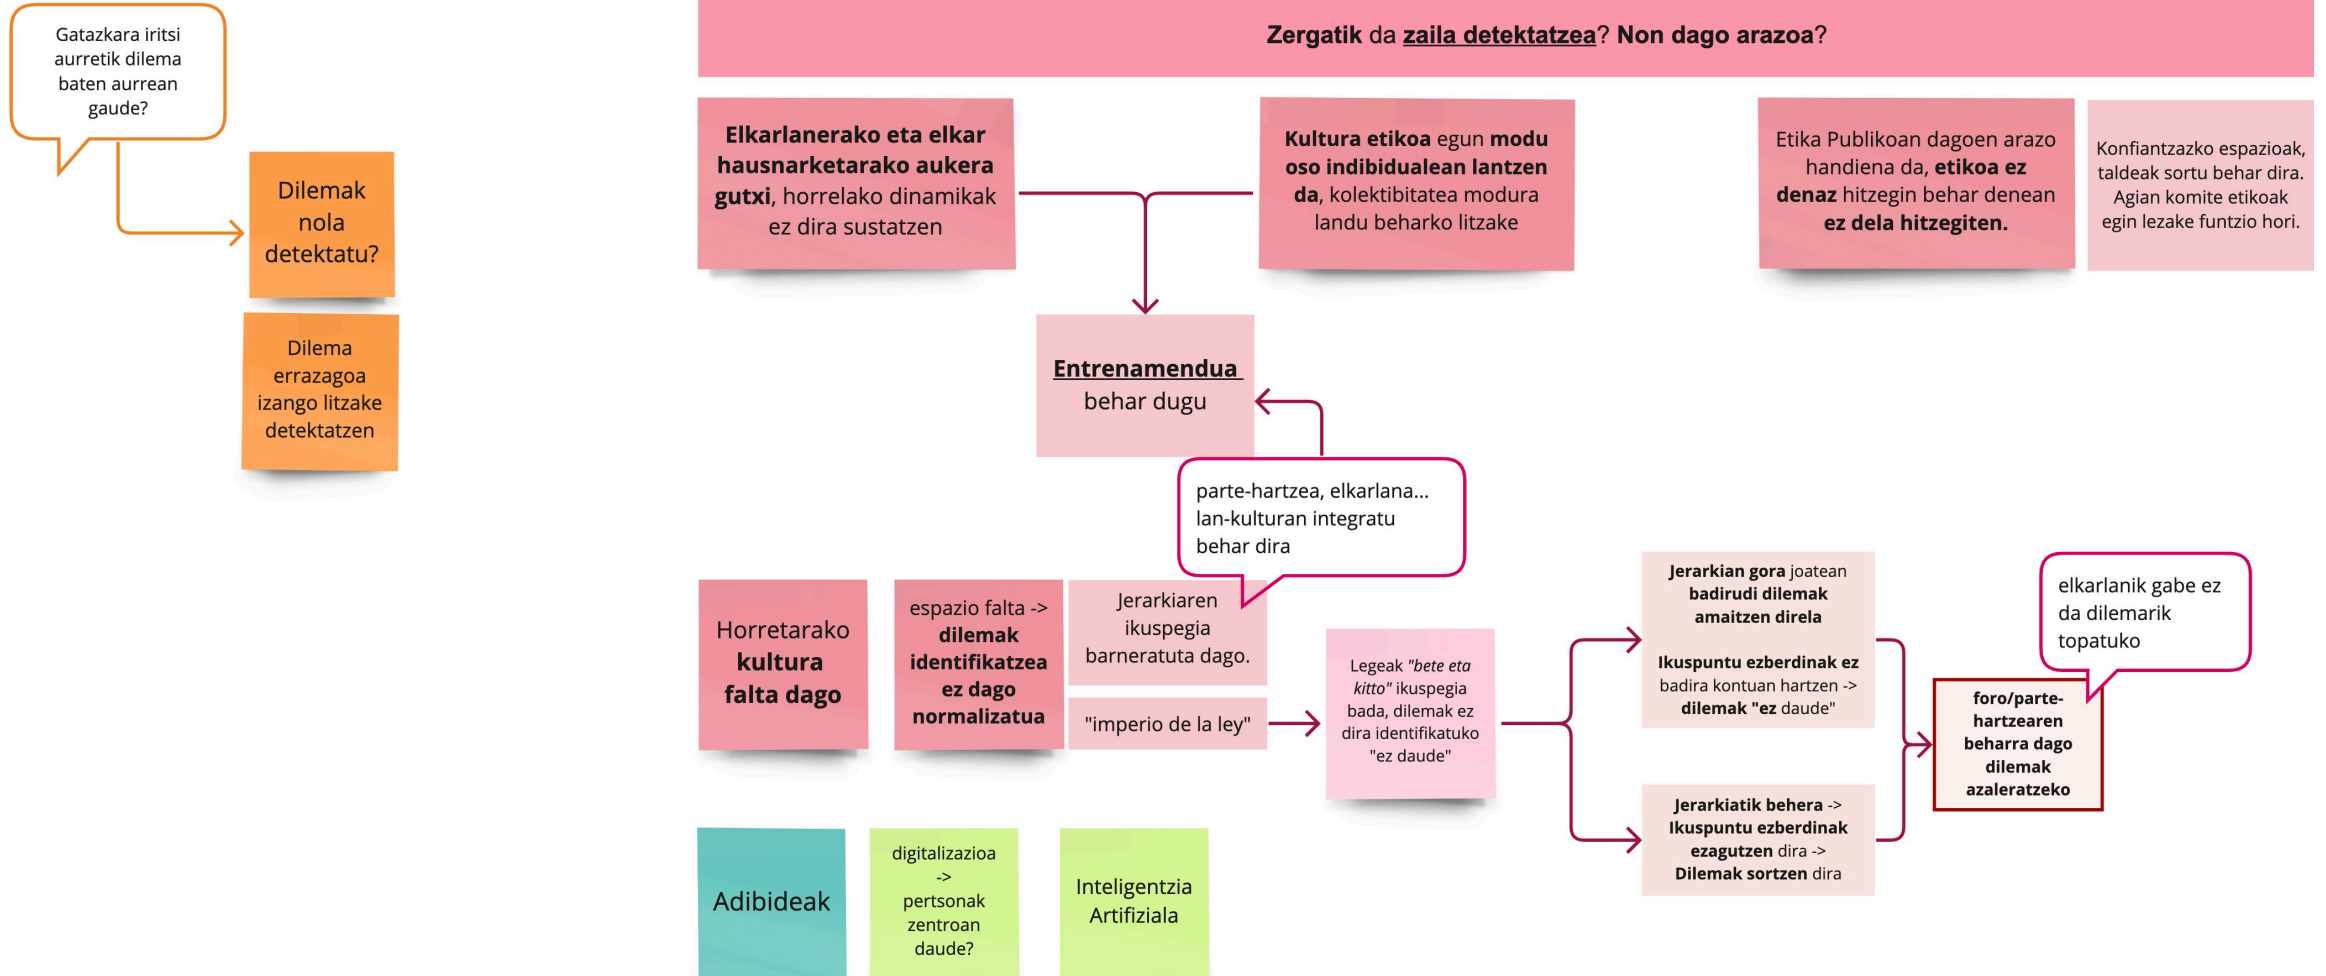 Gatazkara iritsi
aurretik dilema
baten aurrean
gaude?
Dilemak
nola
detektatu?
Dilema
errazagoa
izango litzake
detektatzen
Zergatik da zaila detektatzea? Non dago arazoa?
Elkarlanerako eta elkar
hausnarketarako aukera
gutxi, horrelako dinamikak
ez dira sustatzen
Kultura etikoa egun modu
oso indibidualean lantzen
da, kolektibitatea modura
landu beharko litzake
Etika Publikoan dagoen arazo
handiena da, etikoa ez
denaz hitzegin behar denean
ez dela hitzegiten.
Konfiantzazko espazioak,
taldeak sortu behar dira.
Agian komite etikoak
egin lezake funtzio hori.
Entrenamendua
behar dugu
parte-hartzea, elkarlana...
lan-kulturan integratu
behar dira
Horretarako
kultura
falta dago
espazio falta ->
dilemak
identifikatzea
ez dago
normalizatua
Jerarkiaren
ikuspegia
barneratuta dago.
"imperio de la ley"
Legeak "bete eta
kitto" ikuspegia
bada, dilemak ez
dira identifikatuko
"ez daude"
Jerarkian gora joatean
badirudi dilemak
amaitzen direla
Ikuspuntu ezberdinak ez
badira kontuan hartzen ->
dilemak "ez daude"
Jerarkiatik behera ->
Ikuspuntu ezberdinak
ezagutzen dira ->
Dilemak sortzen dira
elkarlanik gabe ez
da dilemarik
topatuko
foro/parte-
hartzearen
beharra dago
dilemak
azaleratzeko
Adibideak
digitalizazioa
->
pertsonak
zentroan
daude?
Inteligentzia
Artifiziala